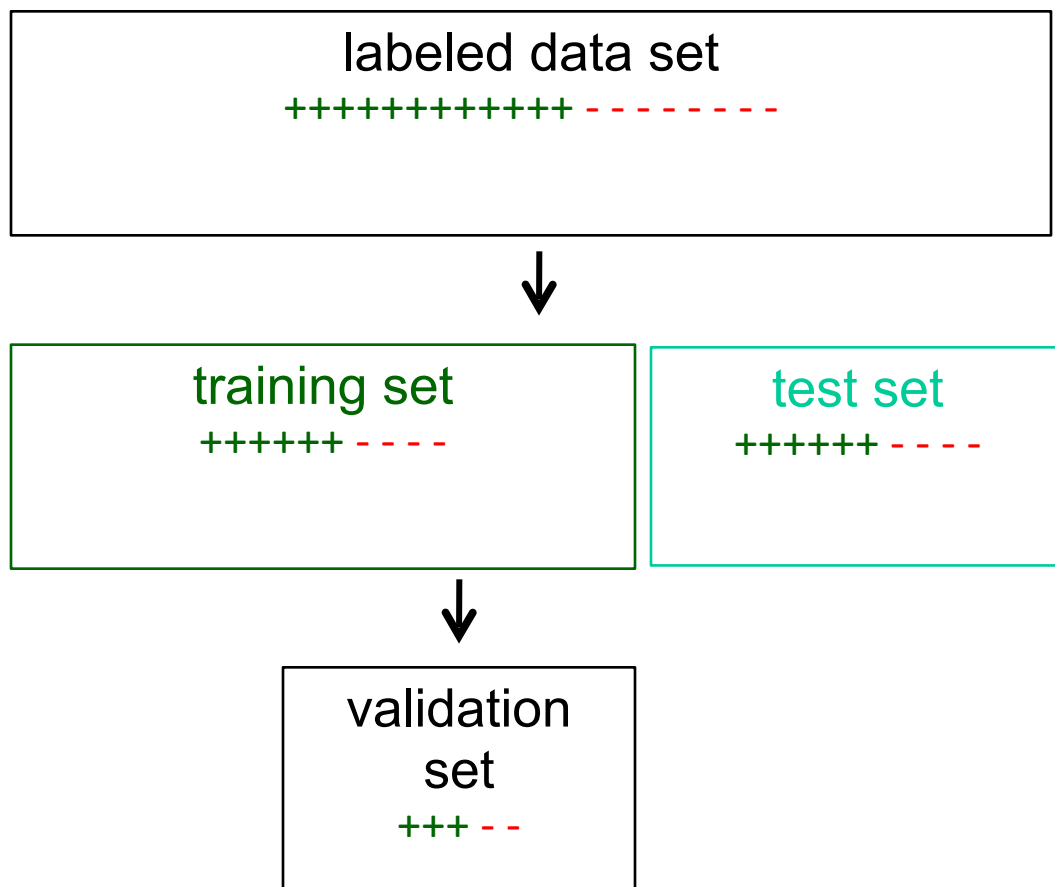 labeled data set
++++++++++++ - - - - - - - -
training set
++++++ - - - -
test set
++++++ - - - -
validation
set
+++ - -